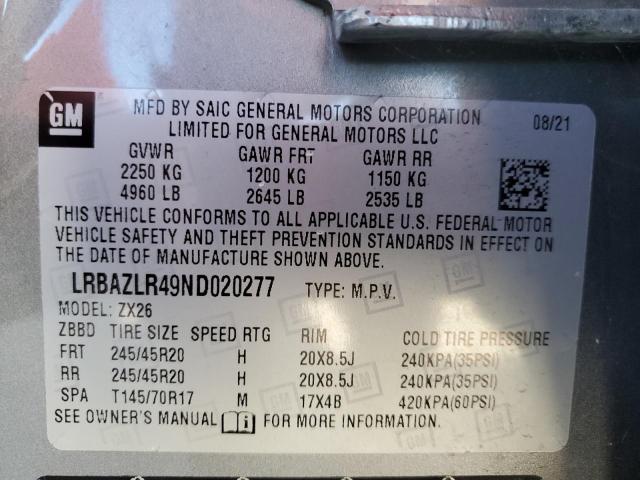 GM
MFD BY SAIC GENERAL MOTORS CORPORATION
LIMITED FOR GENERAL MOTORS LLC
08/21
GVWR GAWR FRT GAWR RR
2250 KG 1200 KG 1150 KG
4960 LB 2645 LB 2535 LB
THIS VEHICLE CONFORMS TO ALL APPLICABLE U.S. FEDERAL MOTOR
VEHICLE SAFETY AND THEFT PREVENTION STANDARDS IN EFFECT ON
THE DATE OF MANUFACTURE SHOWN ABOVE.
LRBAZLR49ND020277 TYPE: M.P.V.
MODEL: ZX26
ZBBD TIRE SIZE SPEED RTG RIM COLD TIRE PRESSURE
FRT 245/45R20 H 20X8.5J 240KPA(35PSI)
RR 245/45R20 H 20X8.5J 240KPA(35PSI)
SPA T145/70R17 M 17X4B 420KPA(60PSI)
SEE OWNER'S MANUAL FOR MORE INFORMATION.